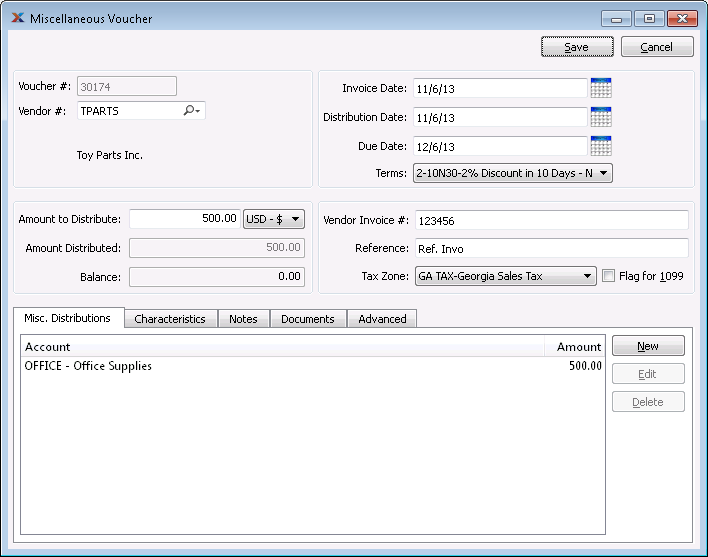 Miscellaneous Voucher
Save Cancel
Voucher #: 30174
Vendor #: TPARTS
Toy Parts Inc.
Invoice Date: 11/6/13
Distribution Date: 11/6/13
Due Date: 12/6/13
Terms: 2-10N30-2% Discount in 10 Days - N
Amount to Distribute: 500.00 USD - $
Amount Distributed: 500.00
Balance: 0.00
Vendor Invoice #: 123456
Reference: Ref. Invo
Tax Zone: GA TAX-Georgia Sales Tax Flag for 1099
Misc. Distributions Characteristics Notes Documents Advanced
Account Amount
OFFICE - Office Supplies 500.00
New
Edit
Delete